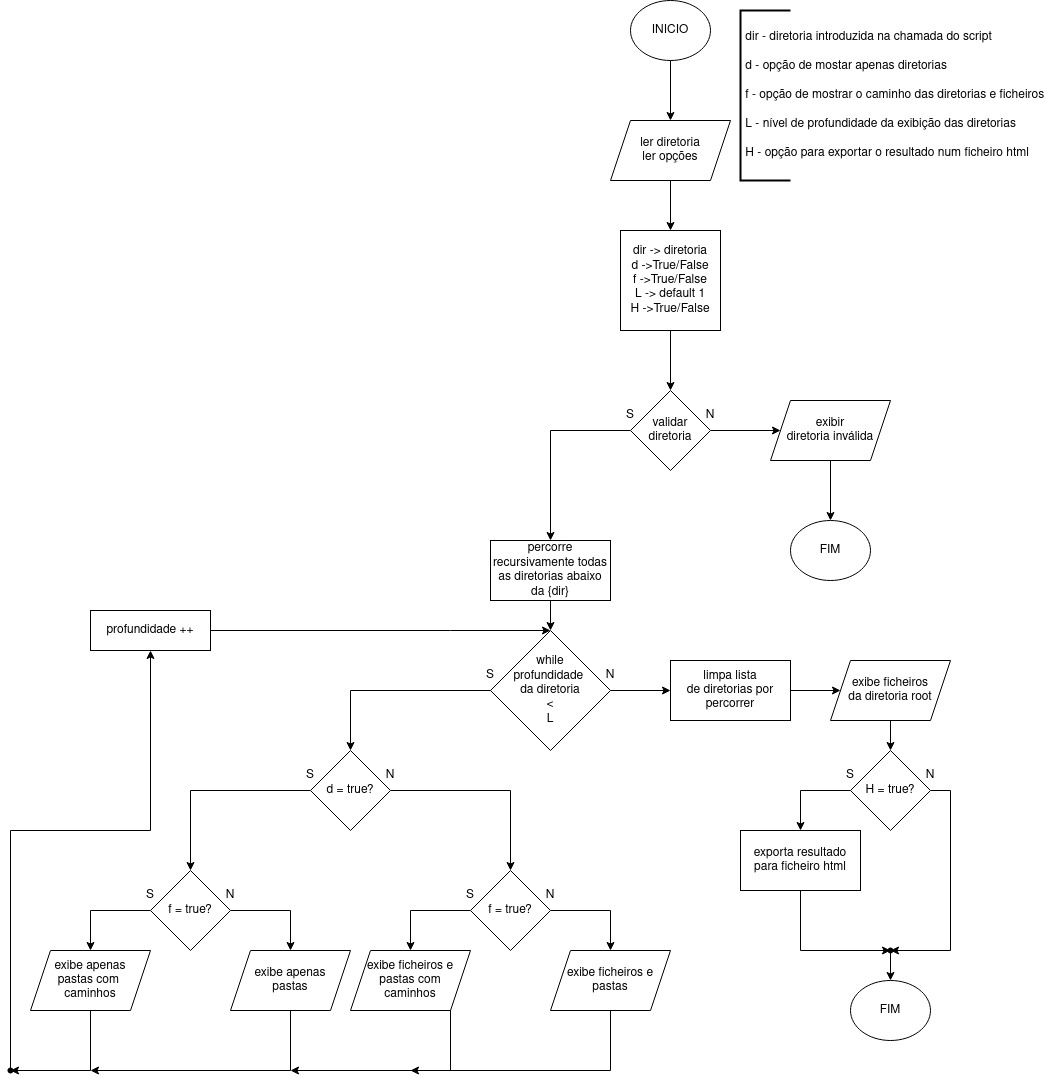 INICIO
dir - diretoria introduzida na chamada do script
d - opção de mostar apenas diretorias
f - opção de mostrar o caminho das diretorias e ficheiros
L - nível de profundidade da exibição das diretorias
H - opção para exportar o resultado num ficheiro html
ler diretoria
ler opções
dir -> diretoria
d ->True/False
f ->True/False
L -> default 1
H ->True/False
S
validar
diretoria
N
exibir
diretoria inválida
FIM
percorre
recursivamente todas
as diretorias abaixo
da {dir}
profundidade ++
S
while
profundidade
da diretoria
<
L
N
limpa lista
de diretorias por
percorrer
exibe ficheiros
da diretoria root
S
d = true?
N
S
H = true?
N
exporta resultado
para ficheiro html
S
f = true?
N
S
f = true?
N
exibe apenas
pastas com
caminhos
exibe apenas
pastas
exibe ficheiros e
pastas com
caminhos
exibe ficheiros e
pastas
FIM